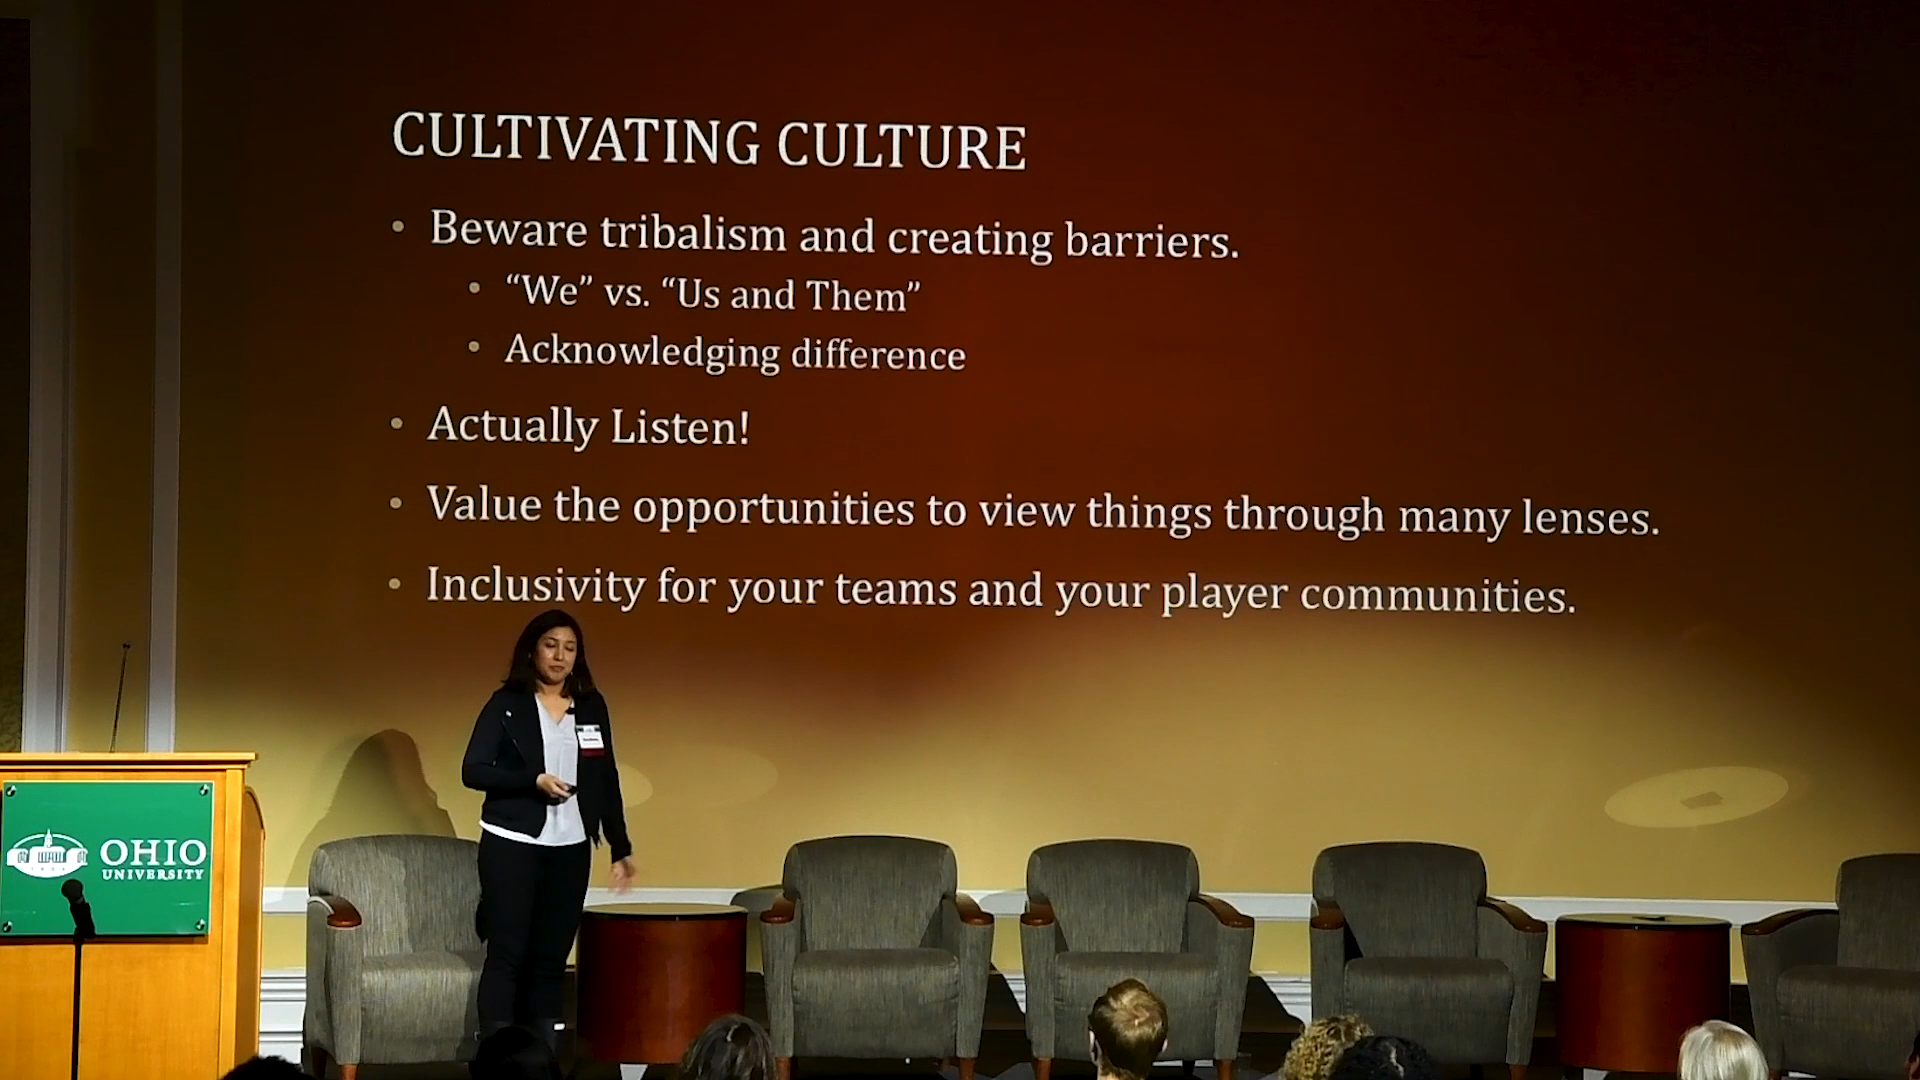 CULTIVATING CULTURE
• Beware tribalism and creating barriers.
• “We” vs. “Us and Them”
• Acknowledging difference
• Actually Listen!
• Value the opportunities to view things through many lenses.
• Inclusivity for your teams and your player communities.
OHIO
UNIVERSITY